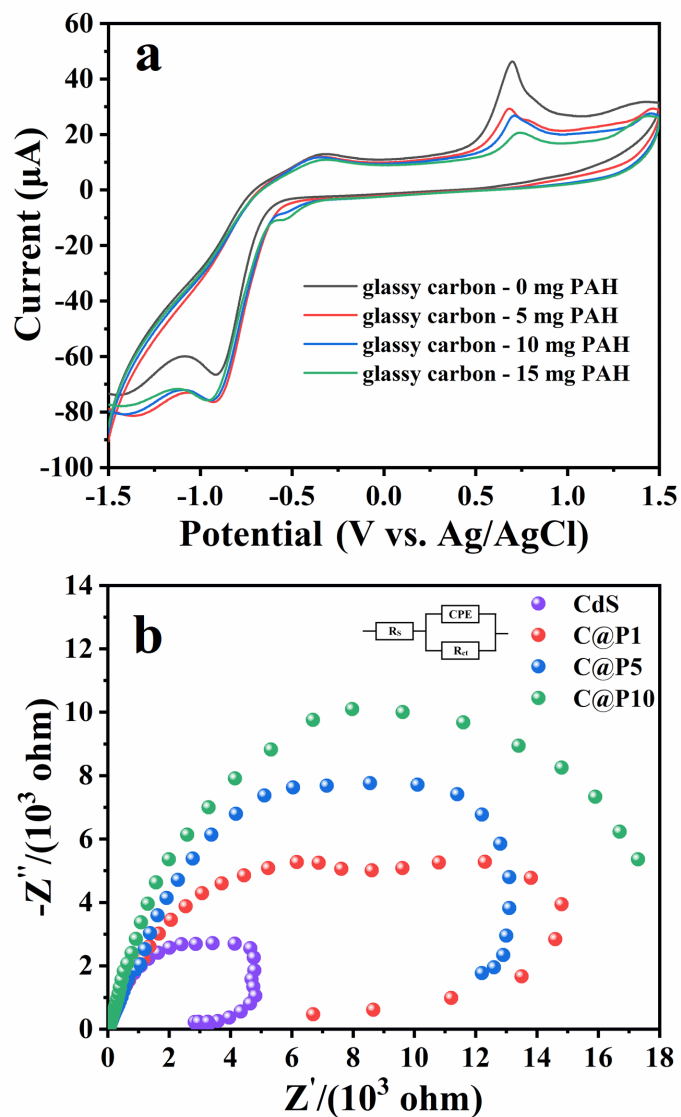 a
60
40
20
0
-20
-40
-60
-80
-100
Current (μA)
glassy carbon - 0 mg PAH
glassy carbon - 5 mg PAH
glassy carbon - 10 mg PAH
glassy carbon - 15 mg PAH
-1.5 -1.0 -0.5 0.0 0.5 1.0 1.5
Potential (V vs. Ag/AgCl)
b
14
12
10
8
6
4
2
0
-Z''/(10³ ohm)
CPE
Rs
Rct
CdS
C@P1
C@P5
C@P10
0 2 4 6 8 10 12 14 16 18
Z'/(10³ ohm)